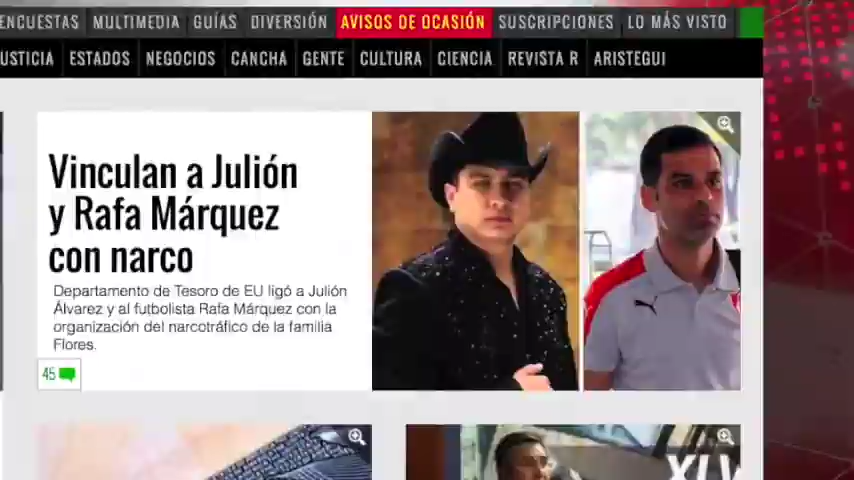 ENCUESTAS MULTIMEDIA GUÍAS DIVERSIÓN AVISOS DE OCASIÓN SUSCRIPCIONES LO MÁS VISTO
USTICIA ESTADOS NEGOCIOS CANCHA GENTE CULTURA CIENCIA REVISTA R ARISTEGUI
Vinculan a Julión
y Rafa Márquez
con narco
Departamento de Tesoro de EU ligó a Julión
Álvarez y al futbolista Rafa Márquez con la
organización del narcotráfico de la familia
Flores.
45
XLV